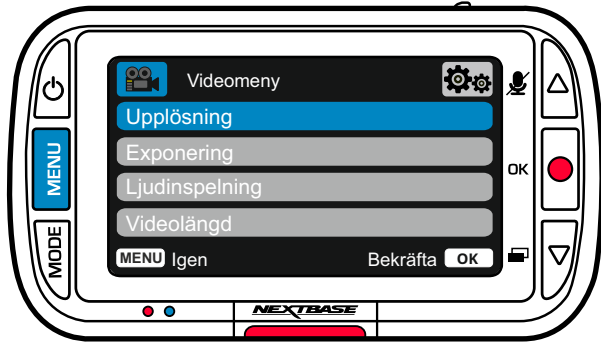 Videomeny
Upplösning
Exponering
Ljudinspelning
Videolängd
MENU Igen Bekräfta OK
MENU
MODE
OK
NEXTBASE